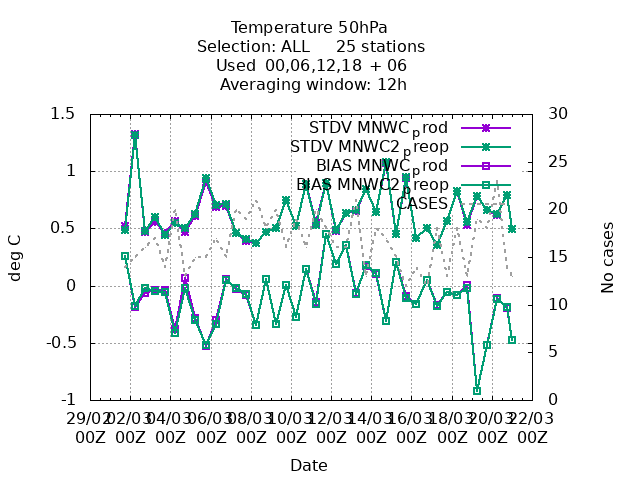 Temperature 50hPa
Selection: ALL 25 stations
Used 00,06,12,18 + 06
Averaging window: 12h
STDV MNWC_prod
STDV MNWC2_preop
BIAS MNWC_prod
BIAS MNWC2_preop
CASES
1.5
1
0.5
0
-0.5
-1
deg C
30
25
20
15
10
5
0
No cases
29/02 02/03 04/03 06/03 08/03 10/03 12/03 14/03 16/03 18/03 20/03 22/03
00Z 00Z 00Z 00Z 00Z 00Z 00Z 00Z 00Z 00Z 00Z 00Z
Date